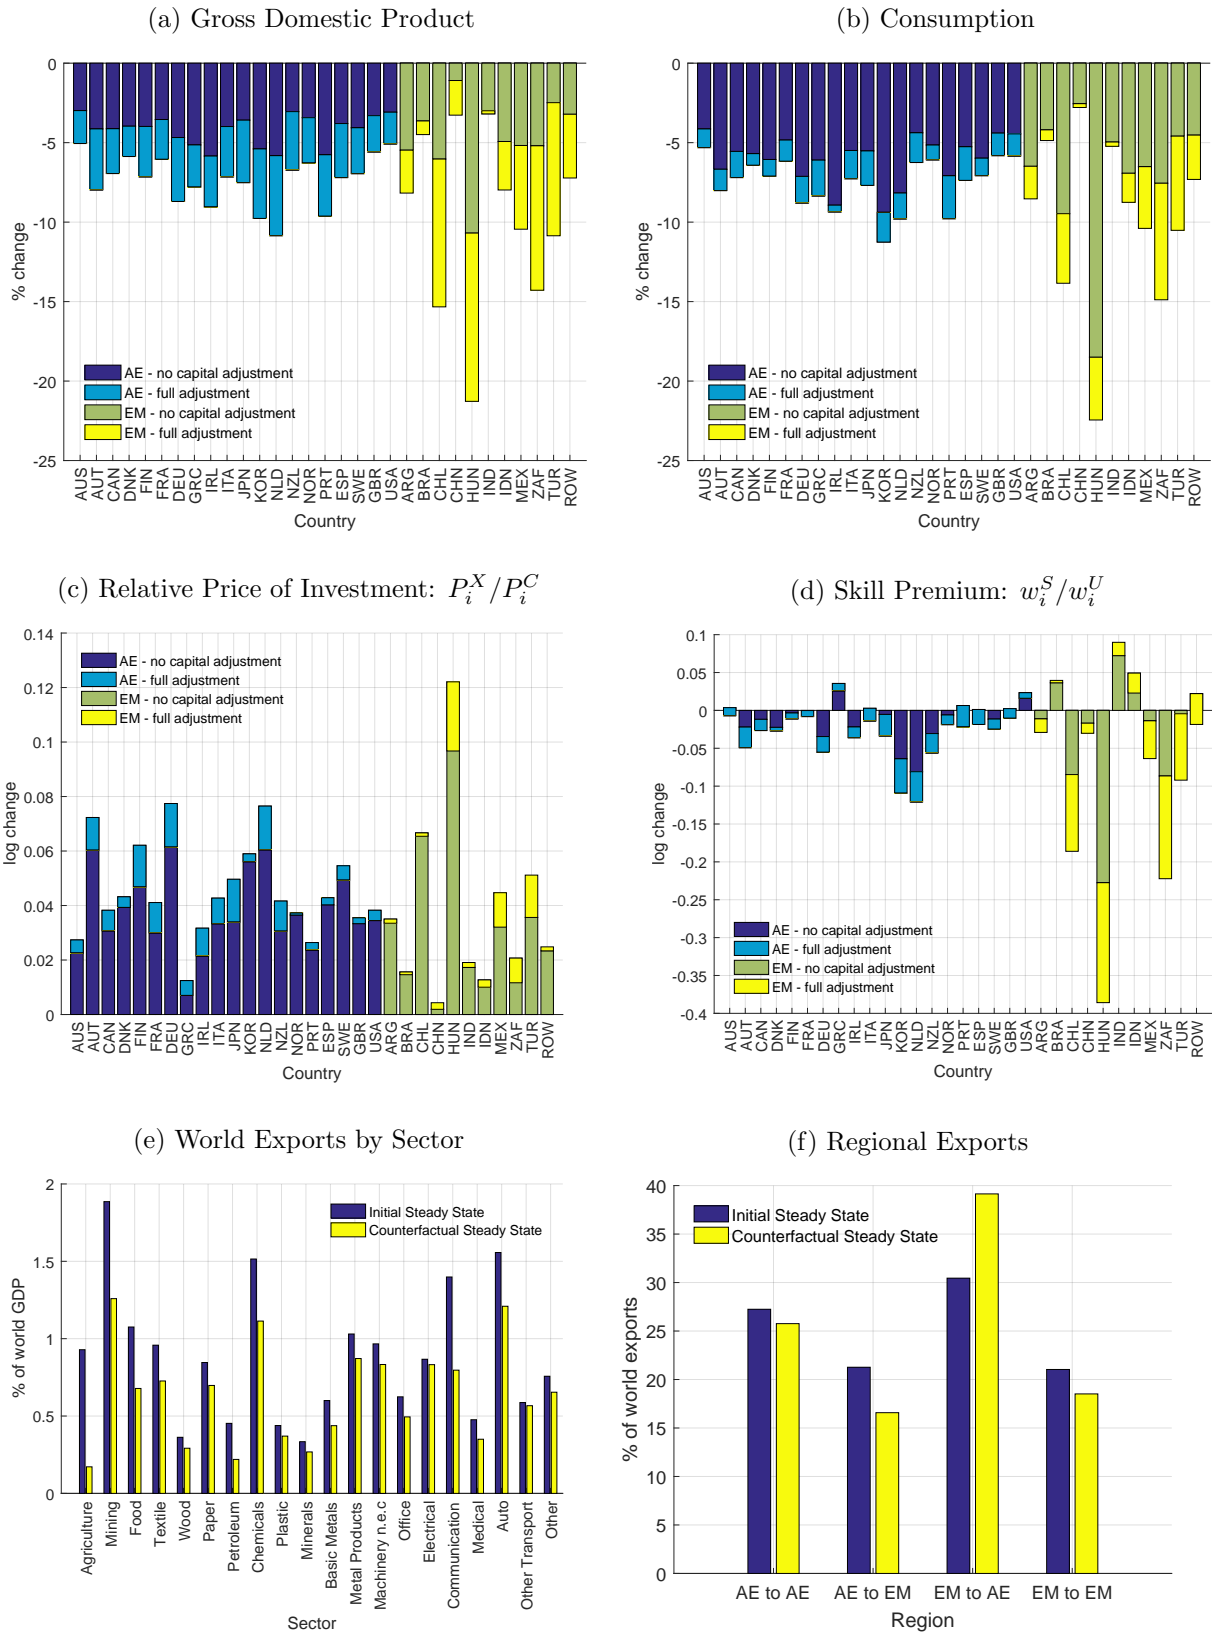 (a) Gross Domestic Product
0
-5
-10
-15
-20
-25
% change
AE - no capital adjustment
AE - full adjustment
EM - no capital adjustment
EM - full adjustment
AUS AUT CAN DNK FIN FRA DEU GRC IRL ITA JPN KOR NLD NZL NOR PRT ESP SWE GBR USA ARG BRA CHL CHN HUN IND IDN MEX ZAF TUR ROW
Country
(b) Consumption
0
-5
-10
-15
-20
-25
% change
AE - no capital adjustment
AE - full adjustment
EM - no capital adjustment
EM - full adjustment
AUS AUT CAN DNK FIN FRA DEU GRC IRL ITA JPN KOR NLD NZL NOR PRT ESP SWE GBR USA ARG BRA CHL CHN HUN IND IDN MEX ZAF TUR ROW
Country
(c) Relative Price of Investment: P_i^X/P_i^C
0.14
0.12
0.1
0.08
0.06
0.04
0.02
0
log change
AE - no capital adjustment
AE - full adjustment
EM - no capital adjustment
EM - full adjustment
AUS AUT CAN DNK FIN FRA DEU GRC IRL ITA JPN KOR NLD NZL NOR PRT ESP SWE GBR USA ARG BRA CHL CHN HUN IND IDN MEX ZAF TUR ROW
Country
(d) Skill Premium: w_i^S/w_i^U
0.1
0.05
0
-0.05
-0.1
-0.15
-0.2
-0.25
-0.3
-0.35
-0.4
log change
AE - no capital adjustment
AE - full adjustment
EM - no capital adjustment
EM - full adjustment
AUS AUT CAN DNK FIN FRA DEU GRC IRL ITA JPN KOR NLD NZL NOR PRT ESP SWE GBR USA ARG BRA CHL CHN HUN IND IDN MEX ZAF TUR ROW
Country
(e) World Exports by Sector
2
1.5
1
0.5
0
% of world GDP
Initial Steady State
Counterfactual Steady State
Agriculture Mining Food Textile Wood Paper Petroleum Chemicals Plastic Minerals Basic Metals Metal Products Machinery n.e.c Office Electrical Communication Medical Auto Other Transport Other
Sector
(f) Regional Exports
40
35
30
25
20
15
10
5
0
% of world exports
Initial Steady State
Counterfactual Steady State
AE to AE AE to EM EM to AE EM to EM
Region